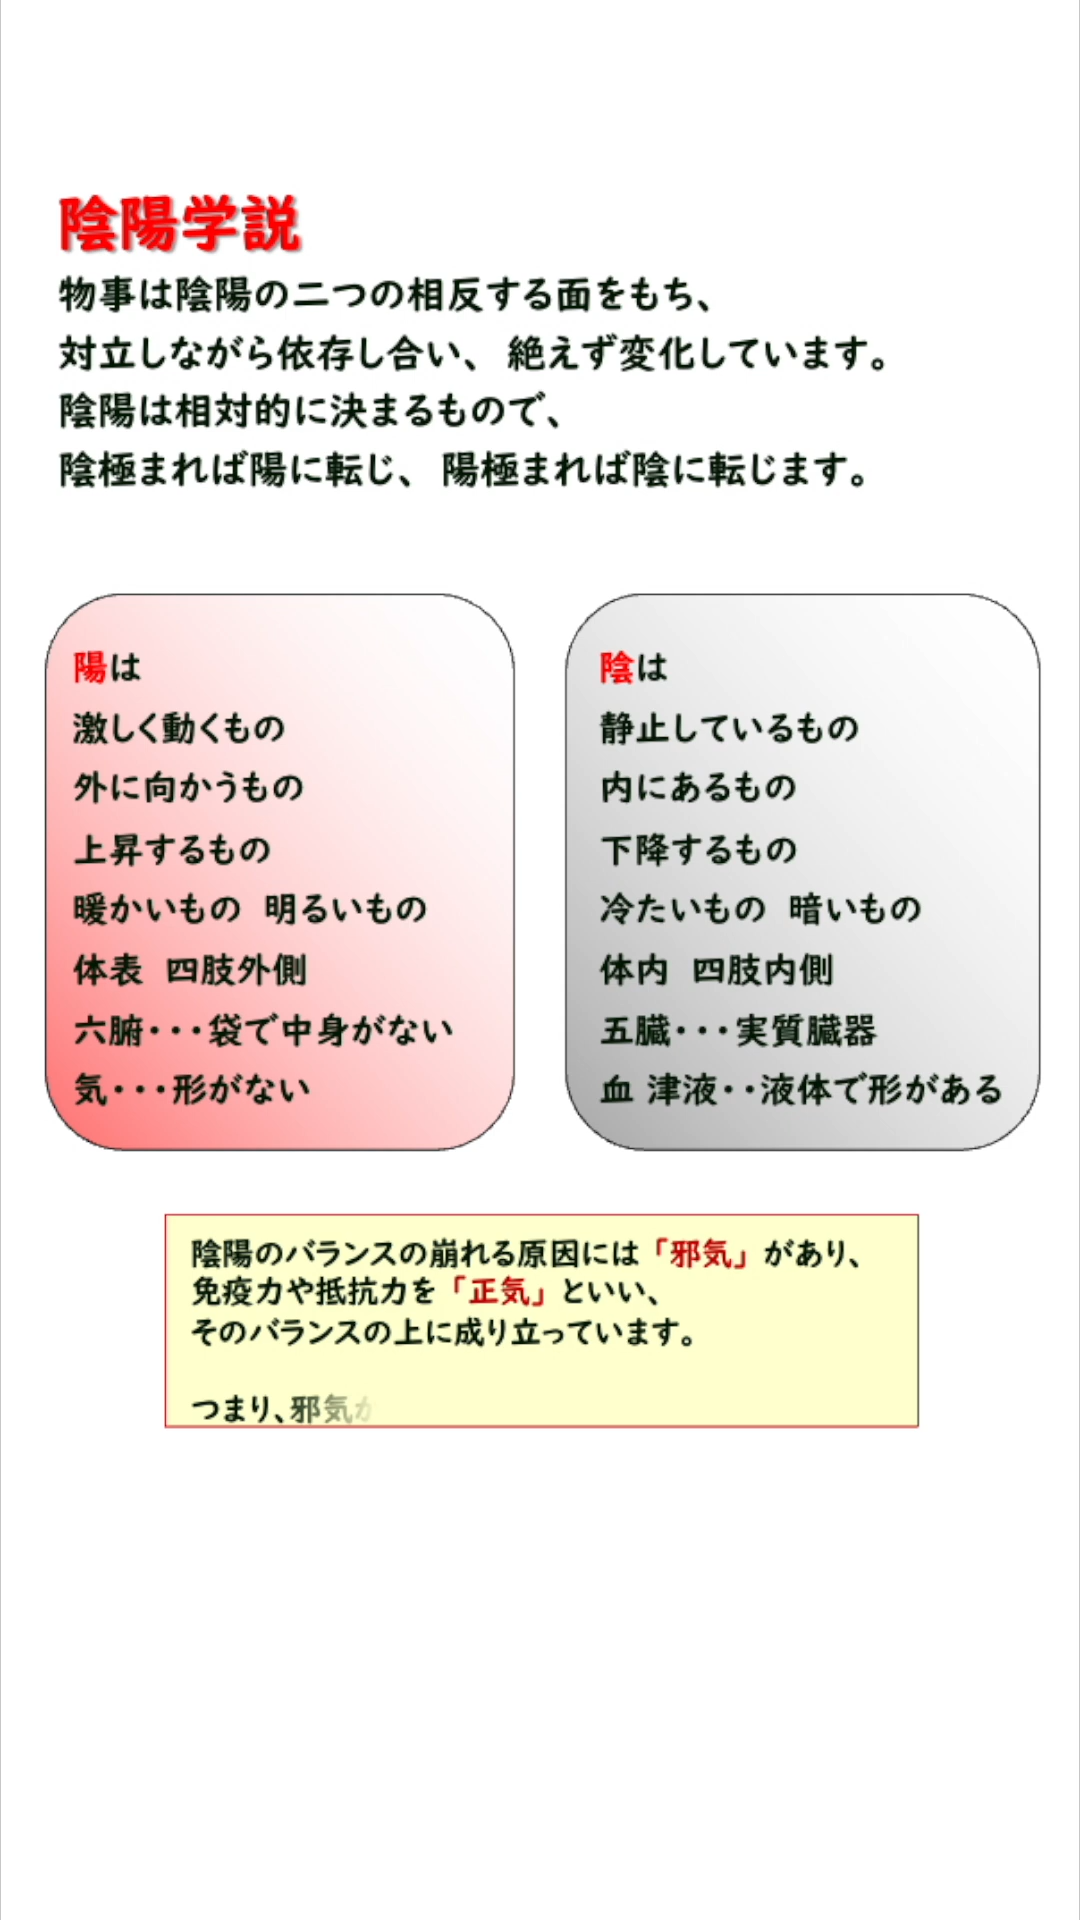 陰陽学説
物事は陰陽の二つの相反する面をもち、
対立しながら依存し合い、絶えず変化しています。
陰陽は相対的に決まるもので、
陰極まれば陽に転じ、陽極まれば陰に転じます。
陽は
激しく動くもの
外に向かうもの
上昇するもの
暖かいもの 明るいもの
体表 四肢外側
六腑・・・袋で中身がない
気・・・形がない
陰は
静止しているもの
内にあるもの
下降するもの
冷たいもの 暗いもの
体内 四肢内側
五臓・・・実質臓器
血 津液・・液体で形がある
陰陽のバランスの崩れる原因には「邪気」があり、
免疫力や抵抗力を「正気」といい、
そのバランスの上に成り立っています。
つまり、邪気が